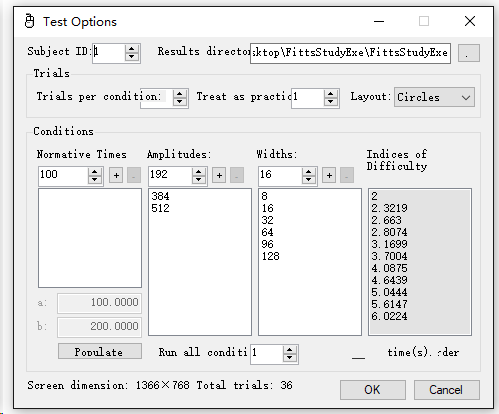 Test Options
Subject ID: 1 Results director :sktop\FittsStudyExe\FittsStudyExe .
Trials
Trials per condition: Treat as practic 1 Layout: Circles
Conditions
Normative Times Amplitudes: Widths: Indices of Difficulty
100 + . 192 + . 16 + .
384
512
8
16
32
64
96
128
2
2.3219
2.663
2.8074
3.1699
3.7004
4.0875
4.6439
5.0444
5.6147
6.0224
a: 100.0000
b: 200.0000
Populate Run all conditi 1 time(s). der
Screen dimension: 1366×768 Total trials: 36 OK Cancel